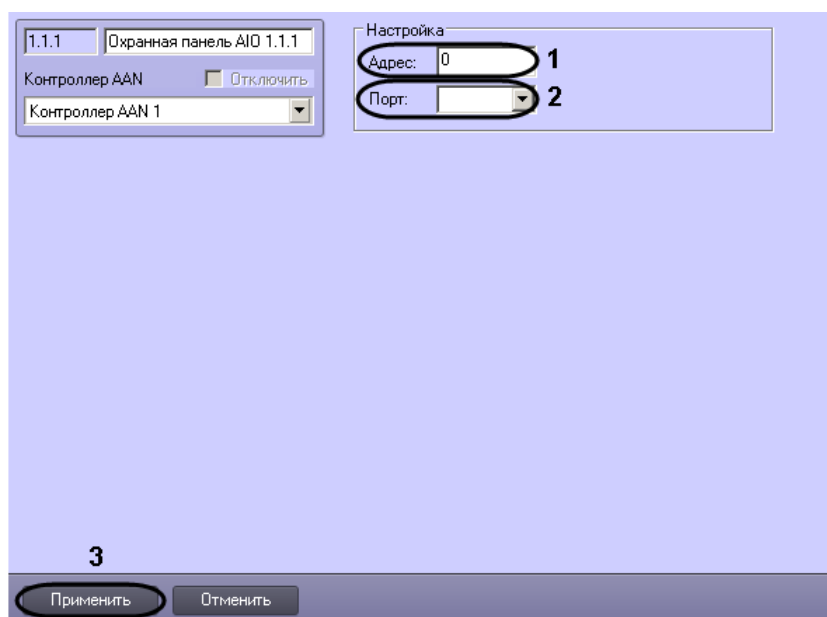 1.1.1 Охранная панель AIO 1.1.1
Контроллер AAN Отключить
Контроллер AAN 1
Настройка
Адрес: 0 1
Порт: 2
3
Применить Отменить